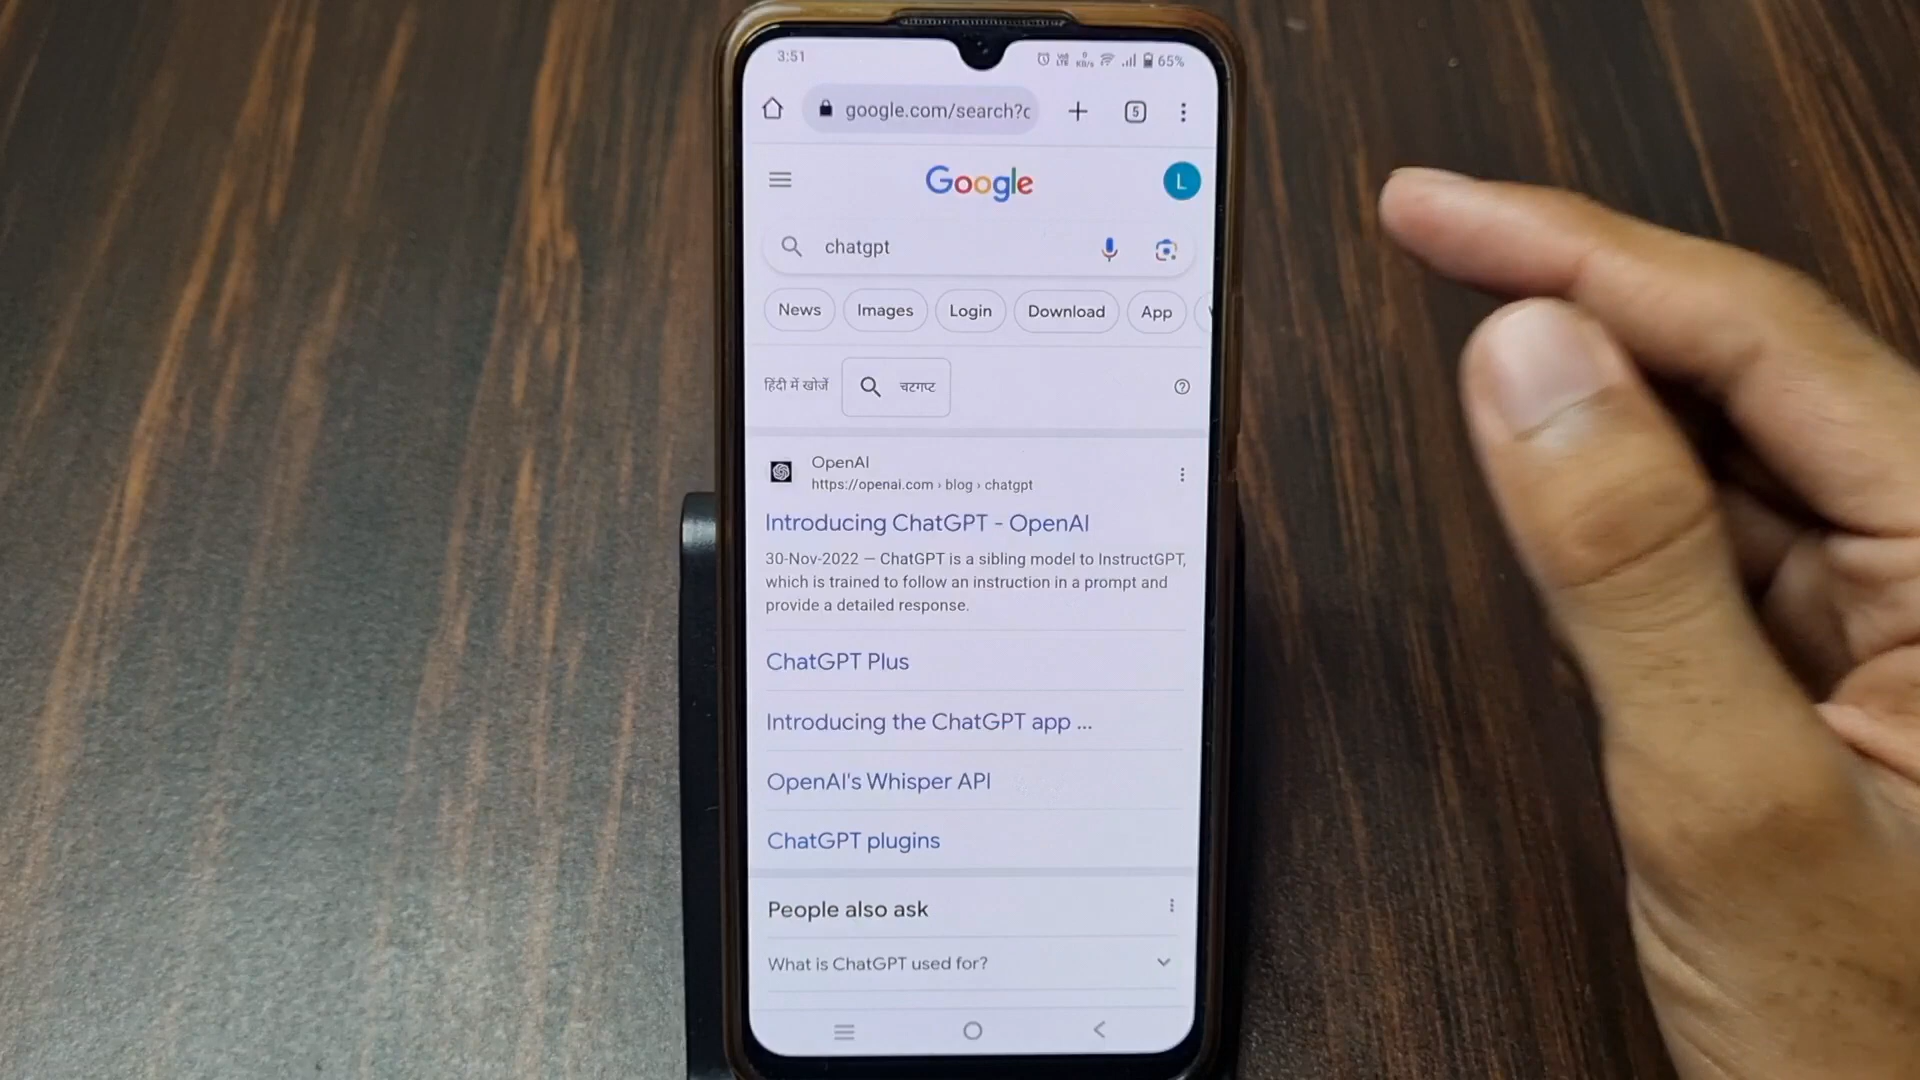 3:51
65%
google.com/search?c
5
Google
L
chatgpt
News Images Login Download App
हिंदी में खोजें चटगप्ट
OpenAI
https://openai.com › blog › chatgpt
Introducing ChatGPT - OpenAI
30-Nov-2022 — ChatGPT is a sibling model to InstructGPT,
which is trained to follow an instruction in a prompt and
provide a detailed response.
ChatGPT Plus
Introducing the ChatGPT app ...
OpenAI's Whisper API
ChatGPT plugins
People also ask
What is ChatGPT used for?